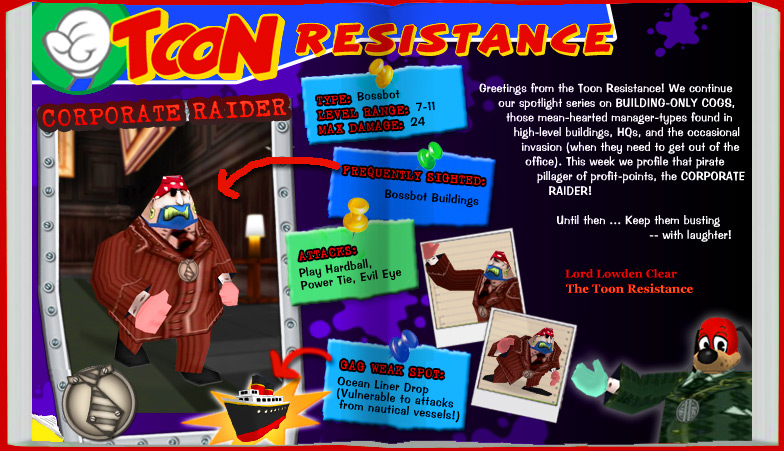 TOON RESISTANCE
CORPORATE RAIDER
TYPE: Bossbot
LEVEL RANGE: 7-11
MAX DAMAGE: 24
FREQUENTLY SIGHTED:
Bossbot Buildings
ATTACKS:
Play Hardball,
Power Tie, Evil Eye
GAG WEAK SPOT:
Ocean Liner Drop
(Vulnerable to attacks
from nautical vessels!)
Greetings from the Toon Resistance! We continue
our spotlight series on BUILDING-ONLY COGS,
those mean-hearted manager-types found in
high-level buildings, HQs, and the occasional
invasion (when they need to get out of the
office). This week we profile that pirate
pillager of profit-points, the CORPORATE
RAIDER!
Until then ... Keep them busting
-- with laughter!
Lord Lowden Clear
The Toon Resistance